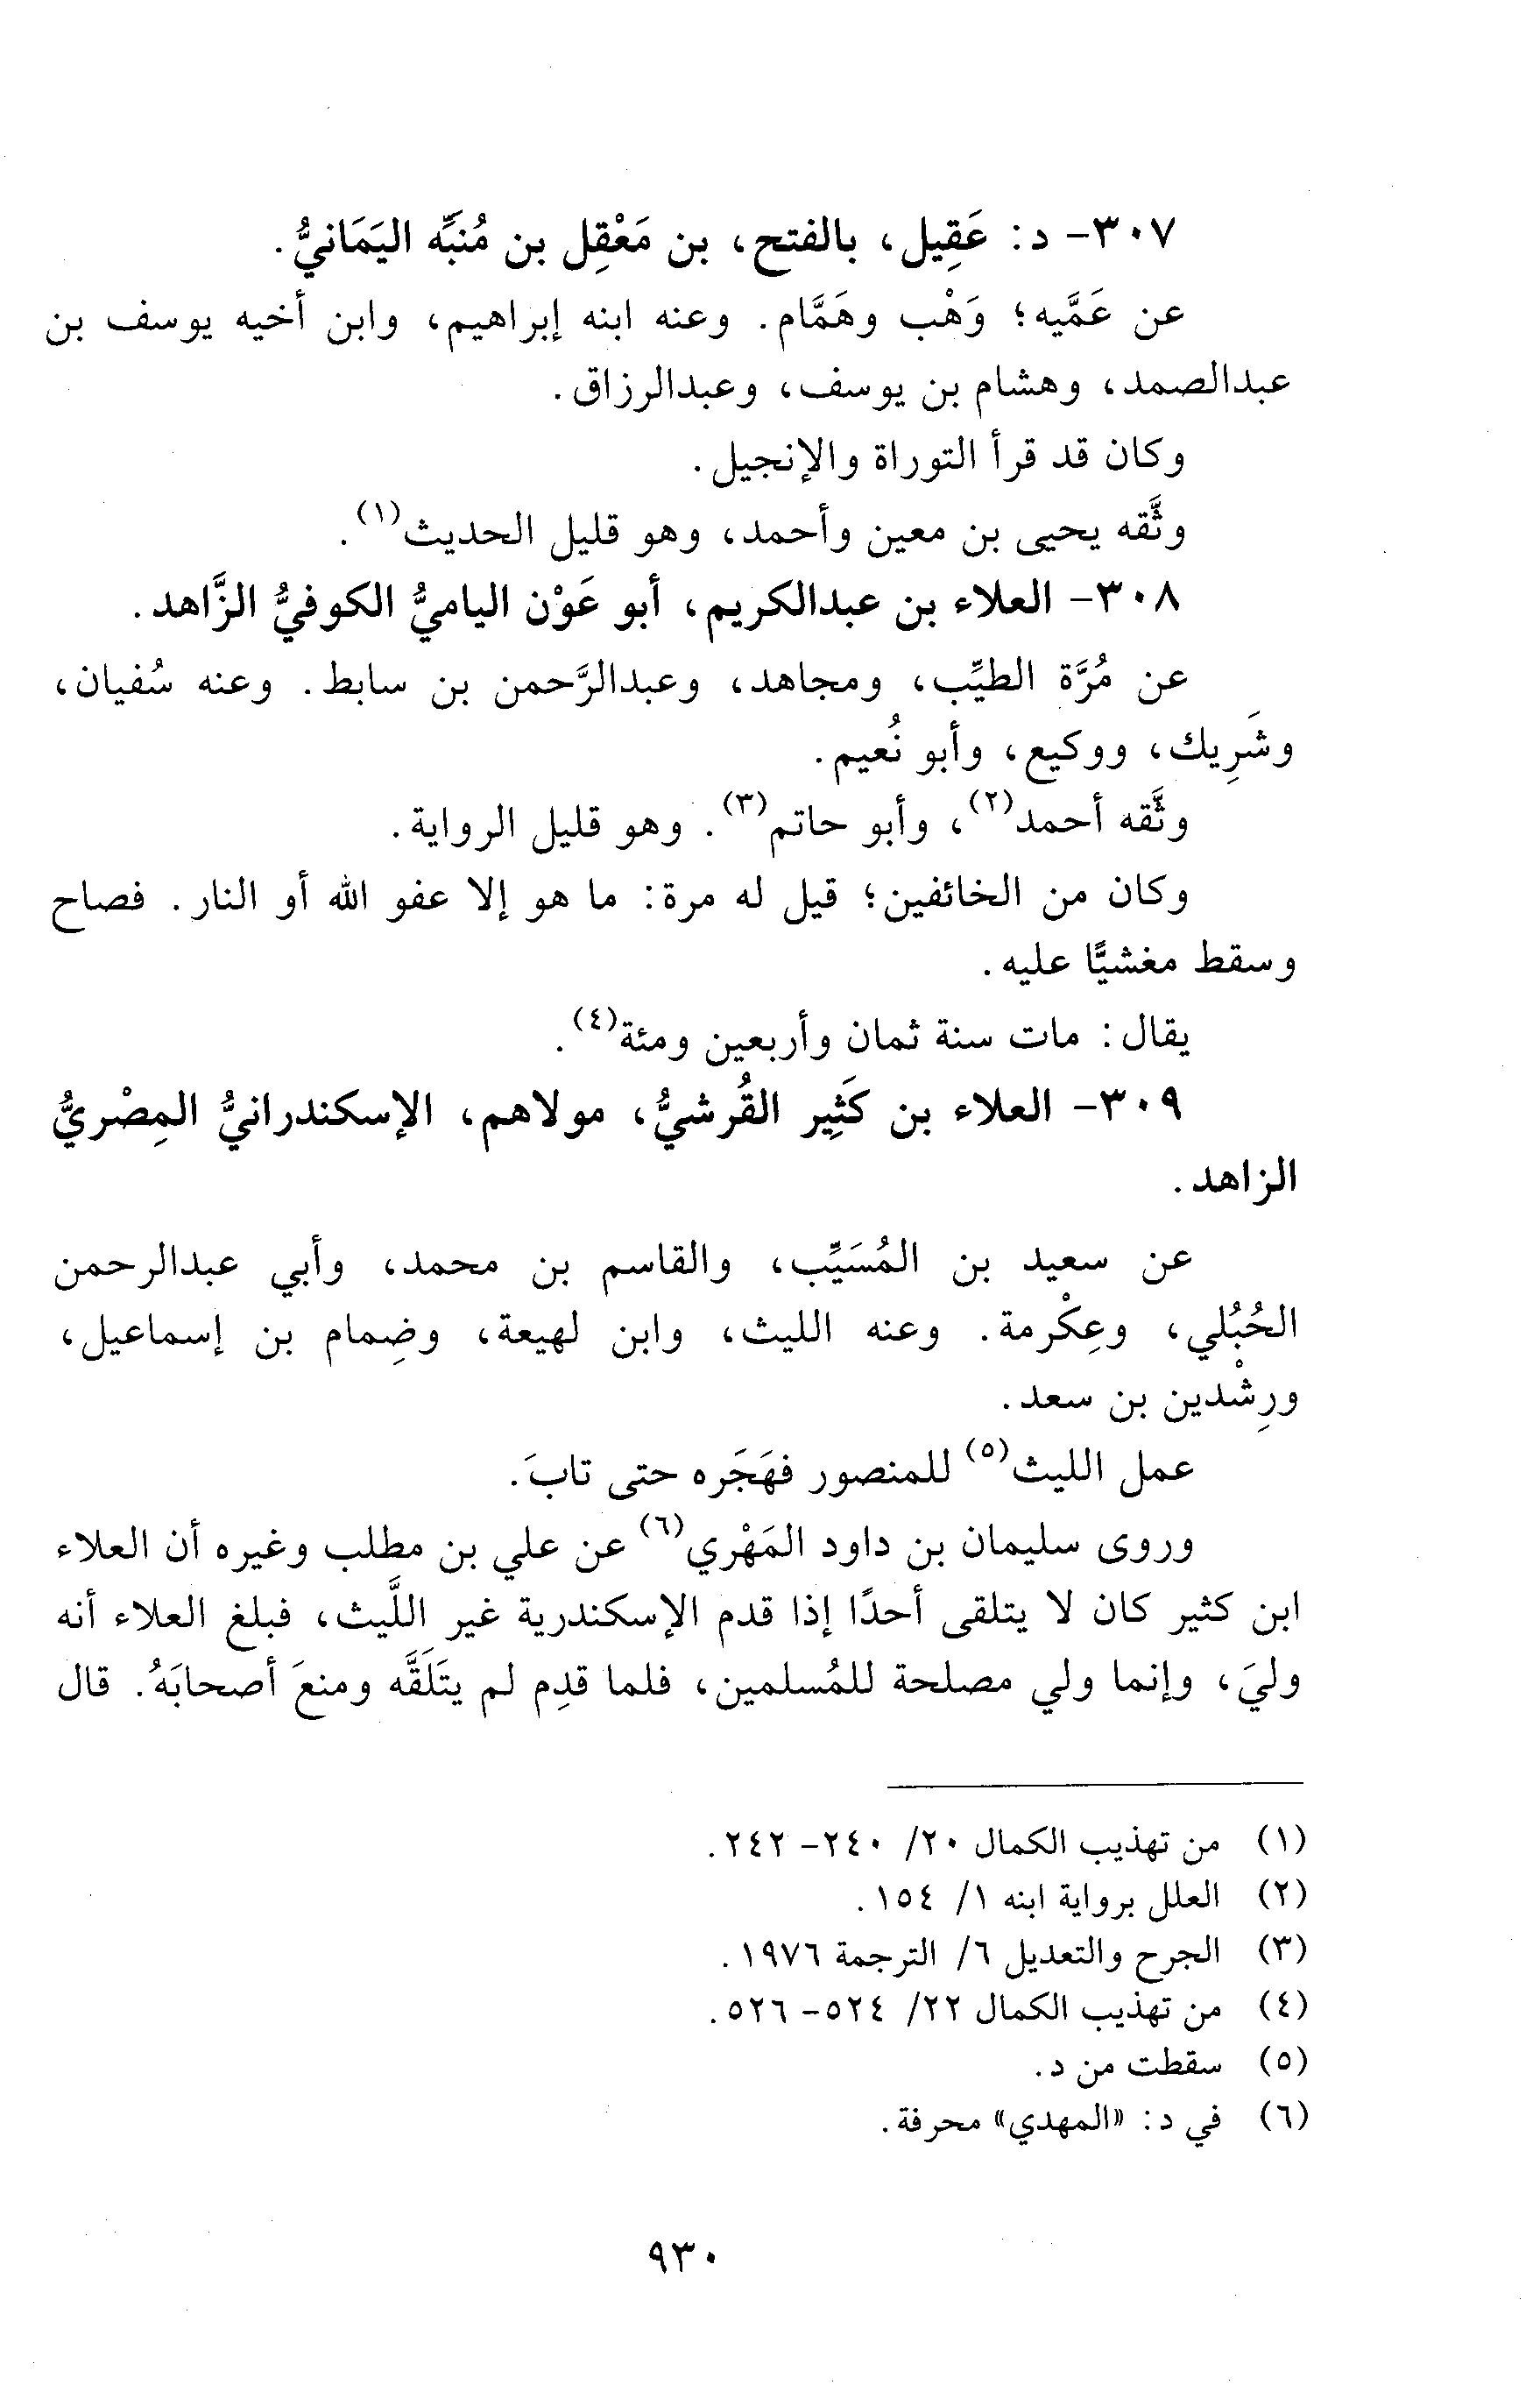 ٣٠٧- د: عَقِيل، بالفتح، بن مَعْقِل بن مُنَبِّه اليَمَانيُّ.
عن عَمَّيه؛ وَهْب وهَمَّام. وعنه ابنه إبراهيم، وابن أخيه يوسف بن
عبدالصمد، وهشام بن يوسف، وعبدالرزاق.
وكان قد قرأ التوراة والإنجيل.
وثَّقه يحيى بن معين وأحمد، وهو قليل الحديث(١).
٣٠٨- العلاء بن عبدالكريم، أبو عَوْن الياميُّ الكوفيُّ الزَّاهد.
عن مُرَّة الطيِّب، ومجاهد، وعبدالرَّحمن بن سابط. وعنه سُفيان،
وشَرِيك، ووكيع، وأبو نُعيم.
وثَّقه أحمد(٢)، وأبو حاتم(٣). وهو قليل الرواية.
وكان من الخائفين؛ قيل له مرة: ما هو إلا عفو الله أو النار. فصاح
وسقط مغشيًّا عليه.
يقال: مات سنة ثمان وأربعين ومئة(٤).
٣٠٩- العلاء بن كَثِير القُرشيُّ، مولاهم، الإسكندرانيُّ المِصْريُّ
الزاهد.
عن سعيد بن المُسَيِّب، والقاسم بن محمد، وأبي عبدالرحمن
الحُبُلي، وعِكْرمة. وعنه الليث، وابن لهيعة، وضِمام بن إسماعيل،
ورِشْدين بن سعد.
عمل الليث(٥) للمنصور فهَجَره حتى تابَ.
وروى سليمان بن داود المَهْري(٦) عن علي بن مطلب وغيره أن العلاء
ابن كثير كان لا يتلقى أحدًا إذا قدم الإسكندرية غير اللَّيث، فبلغ العلاء أنه
وليَ، وإنما ولي مصلحة للمُسلمين، فلما قدِم لم يتَلَقَّه ومنعَ أصحابَهُ. قال
(١) من تهذيب الكمال ٢٠/ ٢٤٠- ٢٤٢.
(٢) العلل برواية ابنه ١/ ١٥٤.
(٣) الجرح والتعديل ٦/ الترجمة ١٩٧٦.
(٤) من تهذيب الكمال ٢٢/ ٥٢٤- ٥٢٦.
(٥) سقطت من د.
(٦) في د: «المهدي» محرفة.
٩٣٠